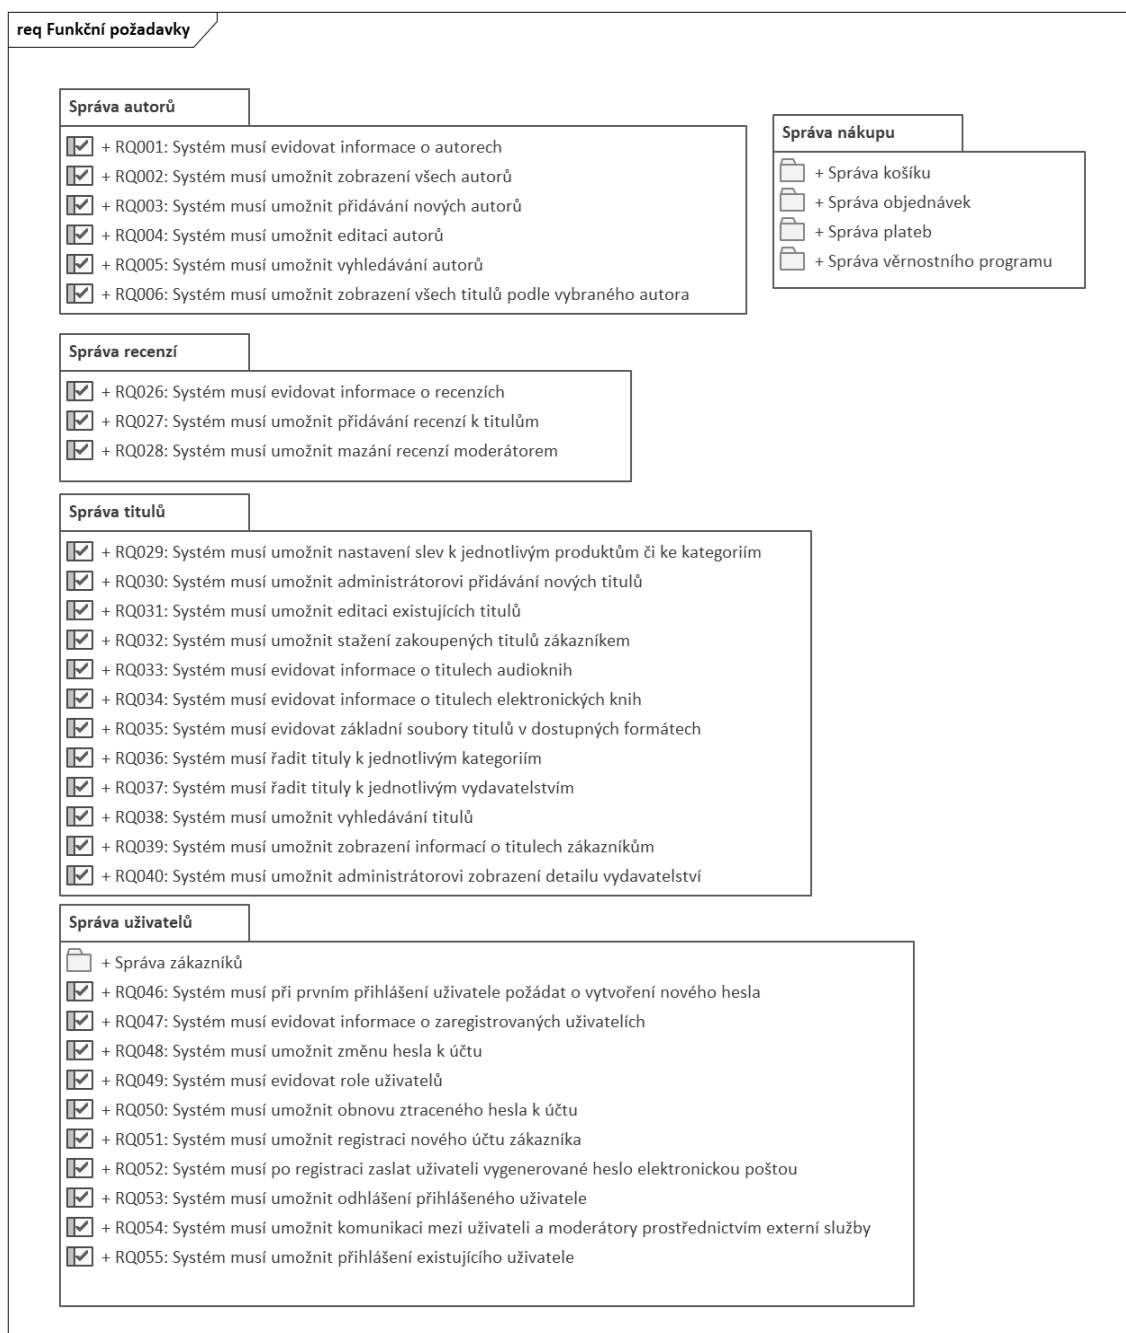 req Funkční požadavky
Správa autorů
+ RQ001: Systém musí evidovat informace o autorech
+ RQ002: Systém musí umožnit zobrazení všech autorů
+ RQ003: Systém musí umožnit přidávání nových autorů
+ RQ004: Systém musí umožnit editaci autorů
+ RQ005: Systém musí umožnit vyhledávání autorů
+ RQ006: Systém musí umožnit zobrazení všech titulů podle vybraného autora
Správa nákupu
+ Správa košíku
+ Správa objednávek
+ Správa plateb
+ Správa věrnostního programu
Správa recenzí
+ RQ026: Systém musí evidovat informace o recenzích
+ RQ027: Systém musí umožnit přidávání recenzí k titulům
+ RQ028: Systém musí umožnit mazání recenzí moderátorem
Správa titulů
+ RQ029: Systém musí umožnit nastavení slev k jednotlivým produktům či ke kategoriím
+ RQ030: Systém musí umožnit administrátorovi přidávání nových titulů
+ RQ031: Systém musí umožnit editaci existujících titulů
+ RQ032: Systém musí umožnit stažení zakoupených titulů zákazníkem
+ RQ033: Systém musí evidovat informace o titulech audioknih
+ RQ034: Systém musí evidovat informace o titulech elektronických knih
+ RQ035: Systém musí evidovat základní soubory titulů v dostupných formátech
+ RQ036: Systém musí řadit tituly k jednotlivým kategoriím
+ RQ037: Systém musí řadit tituly k jednotlivým vydavatelstvím
+ RQ038: Systém musí umožnit vyhledávání titulů
+ RQ039: Systém musí umožnit zobrazení informací o titulech zákazníkům
+ RQ040: Systém musí umožnit administrátorovi zobrazení detailu vydavatelství
Správa uživatelů
+ Správa zákazníků
+ RQ046: Systém musí při prvním přihlášení uživatele požádat o vytvoření nového hesla
+ RQ047: Systém musí evidovat informace o zaregistrovaných uživatelích
+ RQ048: Systém musí umožnit změnu hesla k účtu
+ RQ049: Systém musí evidovat role uživatelů
+ RQ050: Systém musí umožnit obnovu ztraceného hesla k účtu
+ RQ051: Systém musí umožnit registraci nového účtu zákazníka
+ RQ052: Systém musí po registraci zaslat uživateli vygenerované heslo elektronickou poštou
+ RQ053: Systém musí umožnit odhlášení přihlášeného uživatele
+ RQ054: Systém musí umožnit komunikaci mezi uživateli a moderátory prostřednictvím externí služby
+ RQ055: Systém musí umožnit přihlášení existujícího uživatele